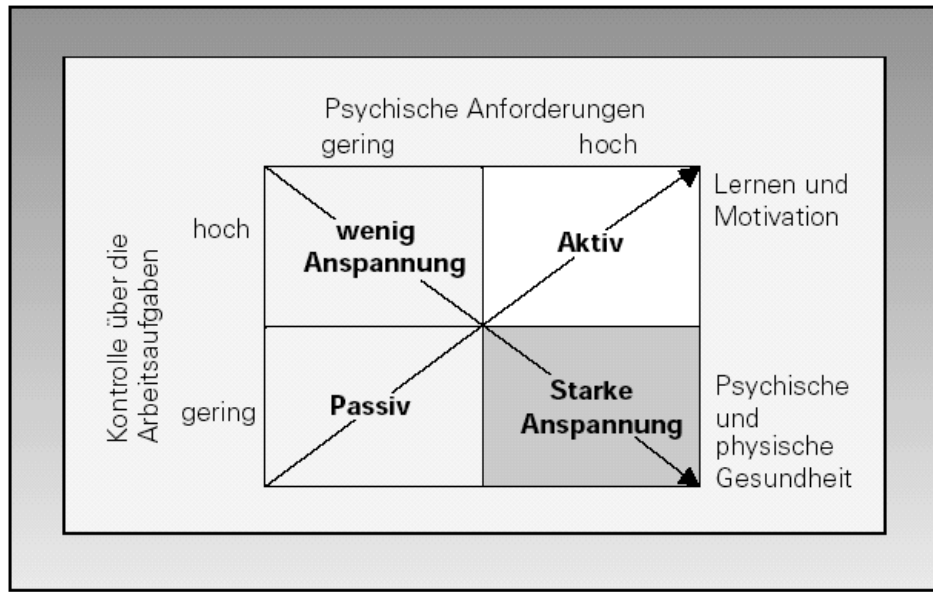 Psychische Anforderungen
gering
hoch
Kontrolle über die
Arbeitsaufgaben
hoch
gering
wenig
Anspannung
Aktiv
Passiv
Starke
Anspannung
Lernen und
Motivation
Psychische
und
physische
Gesundheit